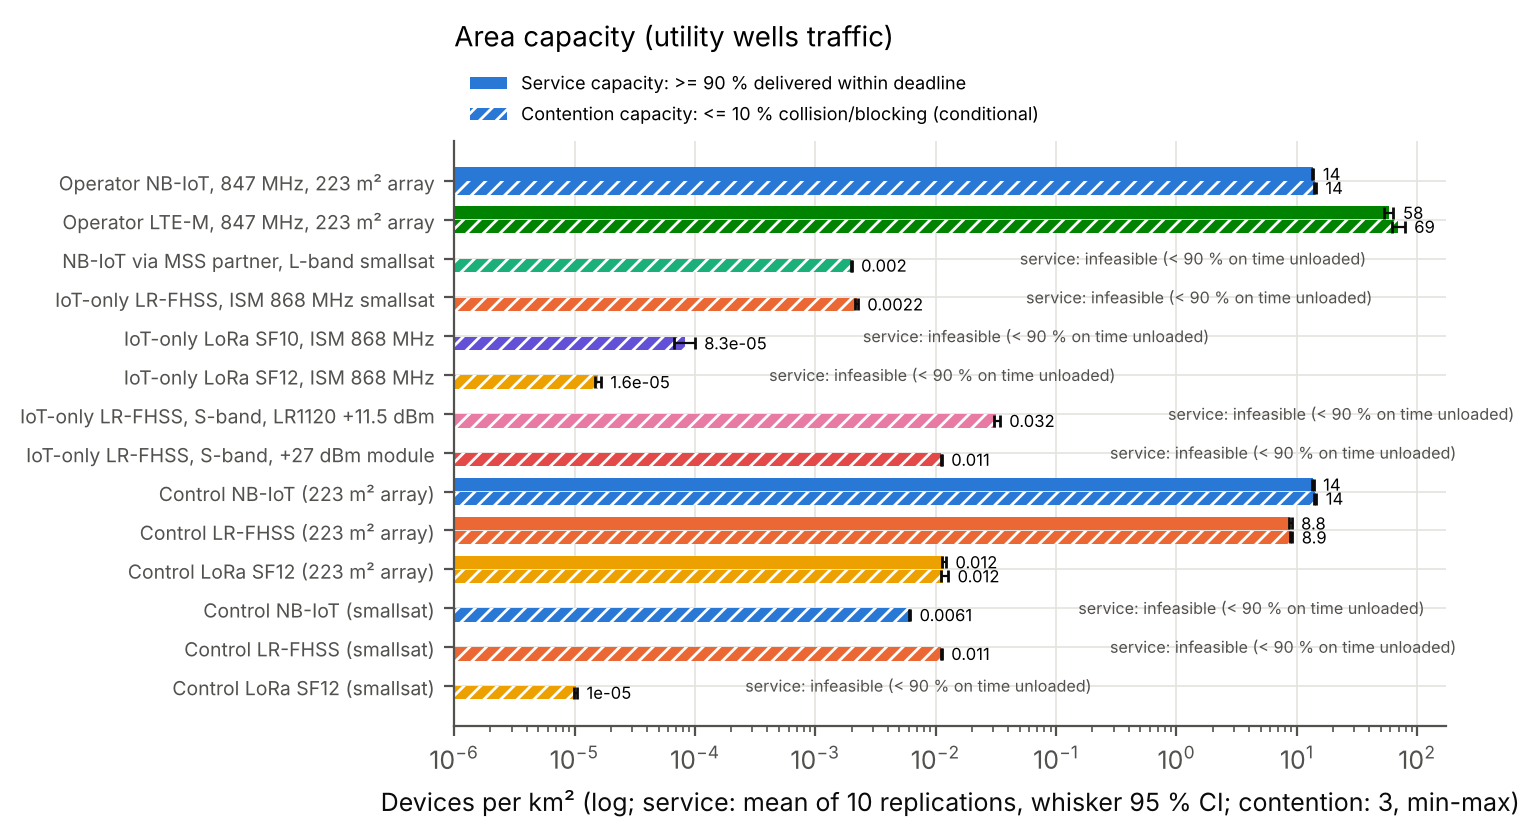 Area capacity (utility wells traffic)
Service capacity: >= 90 % delivered within deadline
Contention capacity: <= 10 % collision/blocking (conditional)
Operator NB-IoT, 847 MHz, 223 m² array
14
14
Operator LTE-M, 847 MHz, 223 m² array
58
69
NB-IoT via MSS partner, L-band smallsat
0.002
service: infeasible (< 90 % on time unloaded)
IoT-only LR-FHSS, ISM 868 MHz smallsat
0.0022
service: infeasible (< 90 % on time unloaded)
IoT-only LoRa SF10, ISM 868 MHz
8.3e-05
service: infeasible (< 90 % on time unloaded)
IoT-only LoRa SF12, ISM 868 MHz
1.6e-05
service: infeasible (< 90 % on time unloaded)
IoT-only LR-FHSS, S-band, LR1120 +11.5 dBm
0.032
service: infeasible (< 90 % on time unloaded)
IoT-only LR-FHSS, S-band, +27 dBm module
0.011
service: infeasible (< 90 % on time unloaded)
Control NB-IoT (223 m² array)
14
14
Control LR-FHSS (223 m² array)
8.8
8.9
Control LoRa SF12 (223 m² array)
0.012
0.012
Control NB-IoT (smallsat)
0.0061
service: infeasible (< 90 % on time unloaded)
Control LR-FHSS (smallsat)
0.011
service: infeasible (< 90 % on time unloaded)
Control LoRa SF12 (smallsat)
1e-05
service: infeasible (< 90 % on time unloaded)
10⁻⁶ 10⁻⁵ 10⁻⁴ 10⁻³ 10⁻² 10⁻¹ 10⁰ 10¹ 10²
Devices per km² (log; service: mean of 10 replications, whisker 95 % CI; contention: 3, min-max)